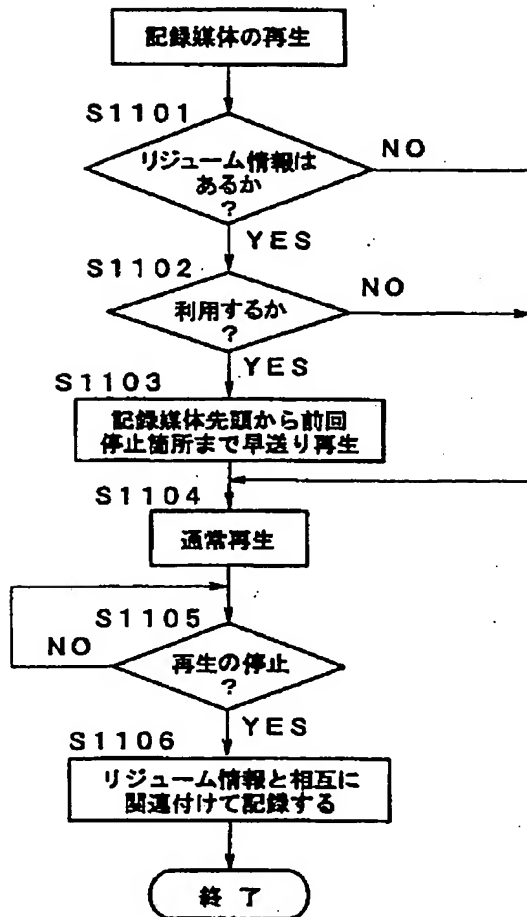 記録媒体の再生
S1101
リジューム情報は
あるか
?
NO
YES
S1102
利用するか
?
NO
YES
S1103
記録媒体先頭から前回
停止箇所まで早送り再生
S1104
通常再生
S1105
NO
再生の停止
?
YES
S1106
リジューム情報と相互に
関連付けて記録する
終了